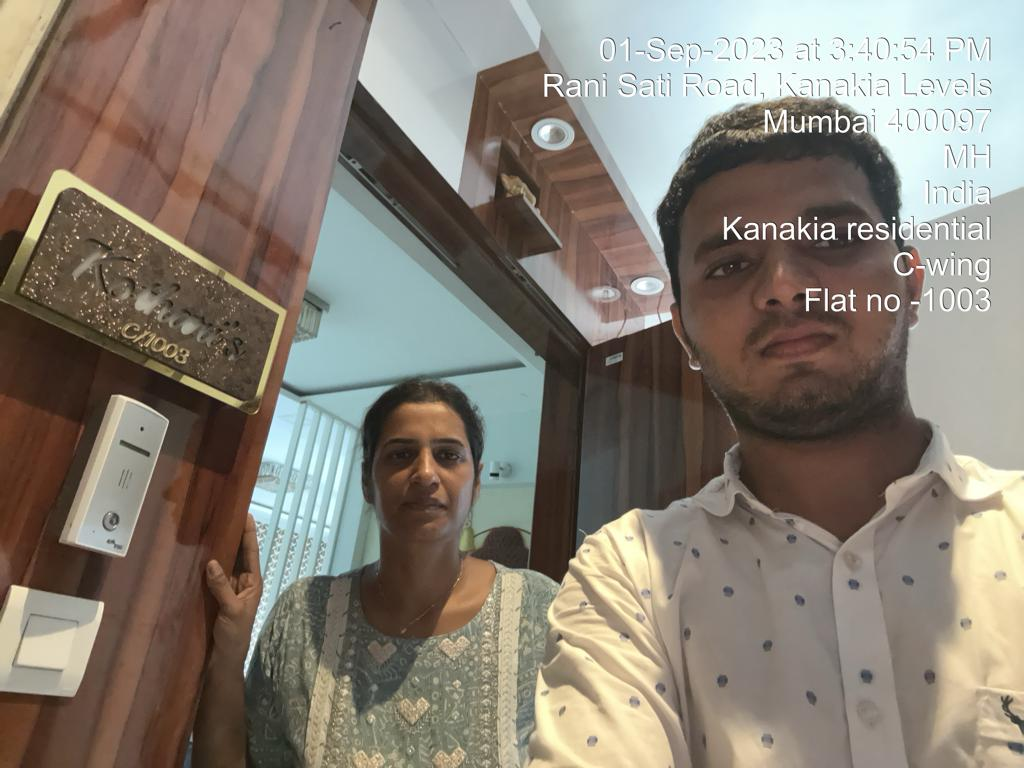 01-Sep-2023 at 3:40:54 PM
Rani Sati Road, Kanakia Levels
Mumbai 400097
MH
India
Kanakia residential
C-wing
Flat no -1003
Kothari's
C/1003